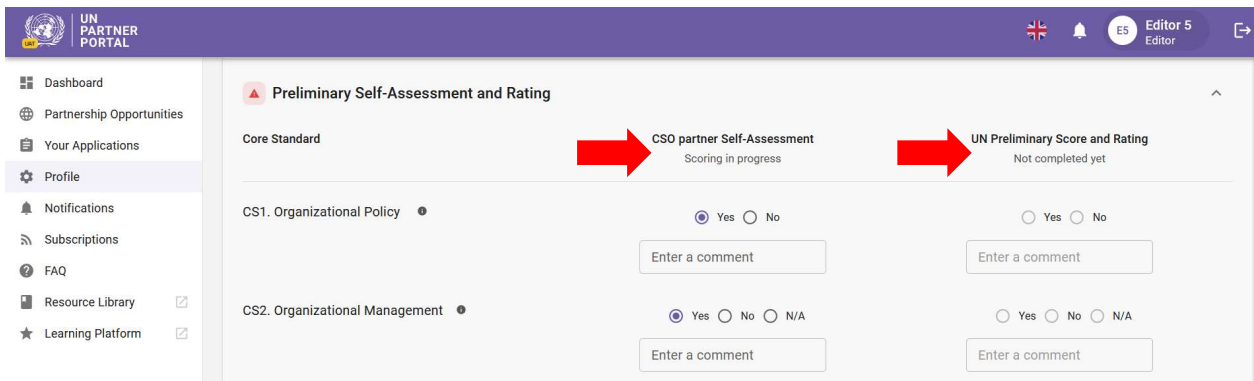 UN
PARTNER
PORTAL
UAT
E5
Editor 5
Editor
Dashboard
Partnership Opportunities
Your Applications
Profile
Notifications
Subscriptions
FAQ
Resource Library
Learning Platform
Preliminary Self-Assessment and Rating
Core Standard
CSO partner Self-Assessment
Scoring in progress
UN Preliminary Score and Rating
Not completed yet
CS1. Organizational Policy
Yes No
Yes No
Enter a comment
Enter a comment
CS2. Organizational Management
Yes No N/A
Yes No N/A
Enter a comment
Enter a comment